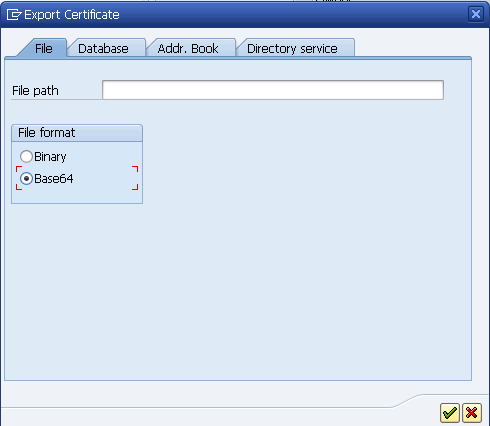 Export Certificate
File Database Addr. Book Directory service
File path
File format
Binary
Base64